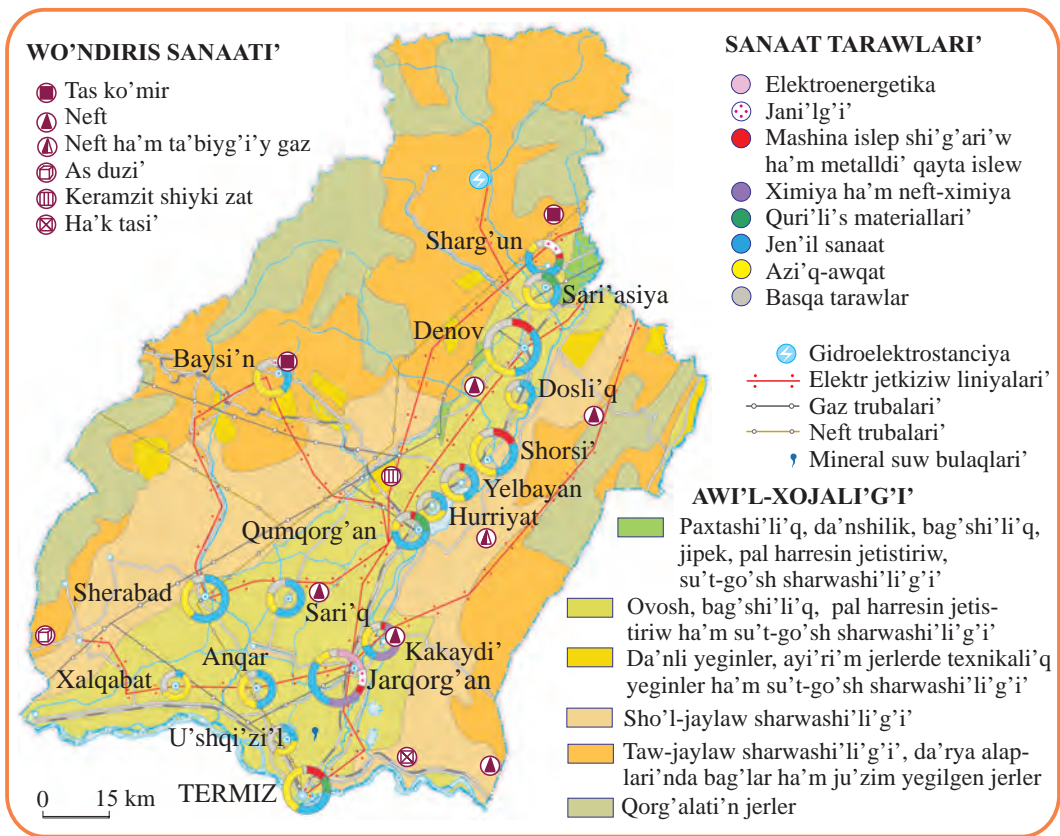 WO'NDIRIS SANAATI'
Tas ko'mir
Neft
Neft ha'm ta'biyg'i'y gaz
As duzi'
Keramzit shiyki zat
Ha'k tasi'
SANAAT TARAWLARI'
Elektroenergetika
Jani'lg'i'
Mashina islep shi'g'ari'w
ha'm metalldi' qayta islew
Ximiya ha'm neft-ximiya
Quri'li's materiallari'
Jen'il sanaat
Azi'q-awqat
Basqa tarawlar
Gidroelektrostanciya
Elektr jetkiziw liniyalari'
Gaz trubalari'
Neft trubalari'
Mineral suw bulaqlari'
AWI'L-XOJALI'G'I'
Paxtashi'li'q, da'nshilik, bag'shi'li'q,
jipek, pal harresin jetistiriw,
su't-go'sh sharwashi'li'g'i'
Ovosh, bag'shi'li'q, pal harresin jetis-
tiriw ha'm su't-go'sh sharwashi'li'g'i'
Da'nli yeginler, ayi'ri'm jerlerde texnikali'q
yeginler ha'm su't-go'sh sharwashi'li'g'i'
Sho'l-jaylaw sharwashi'li'g'i'
Taw-jaylaw sharwashi'li'g'i', da'rya alap-
lari'nda bag'lar ha'm ju'zim yegilgen jerler
Qorg'alati'n jerler
Sharg'un
Sari'asiya
Denov
Baysi'n
Dosli'q
Shorsi'
Yelbayan
Hurriyat
Qumqorg'an
Sherabad
Sari'q
Kakaydi'
Anqar
Xalqabat
Jarqorg'an
U'shqi'zi'l
TERMIZ
0 15 km